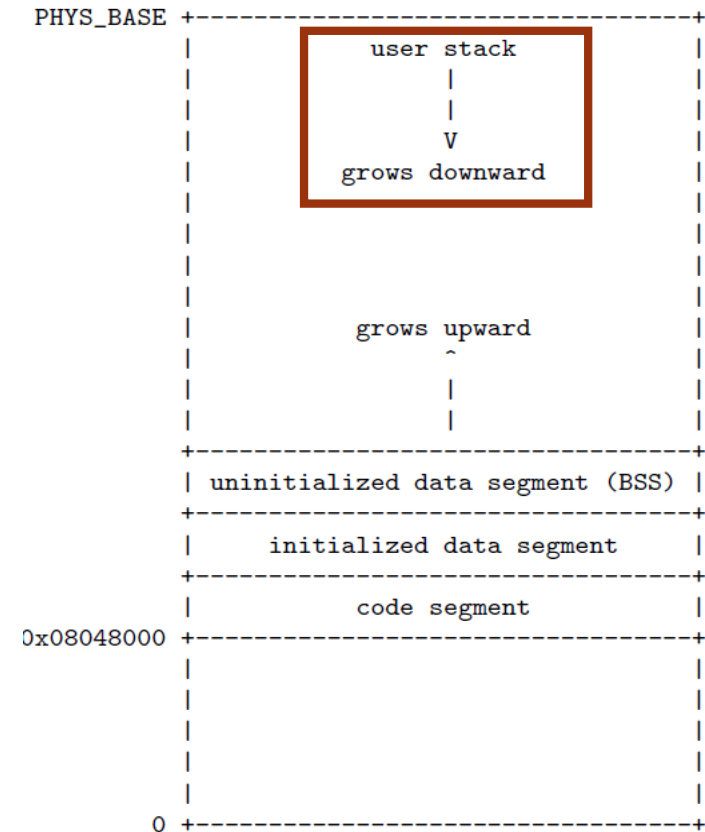 PHYS_BASE +----------------------------------+
| user stack |
| | |
| | |
| V |
| grows downward |
| |
| |
| |
| |
| grows upward |
| ^ |
| | |
| | |
+----------------------------------+
| uninitialized data segment (BSS) |
+----------------------------------+
| initialized data segment |
+----------------------------------+
| code segment |
0x08048000 +----------------------------------+
| |
| |
| |
| |
| |
0 +----------------------------------+